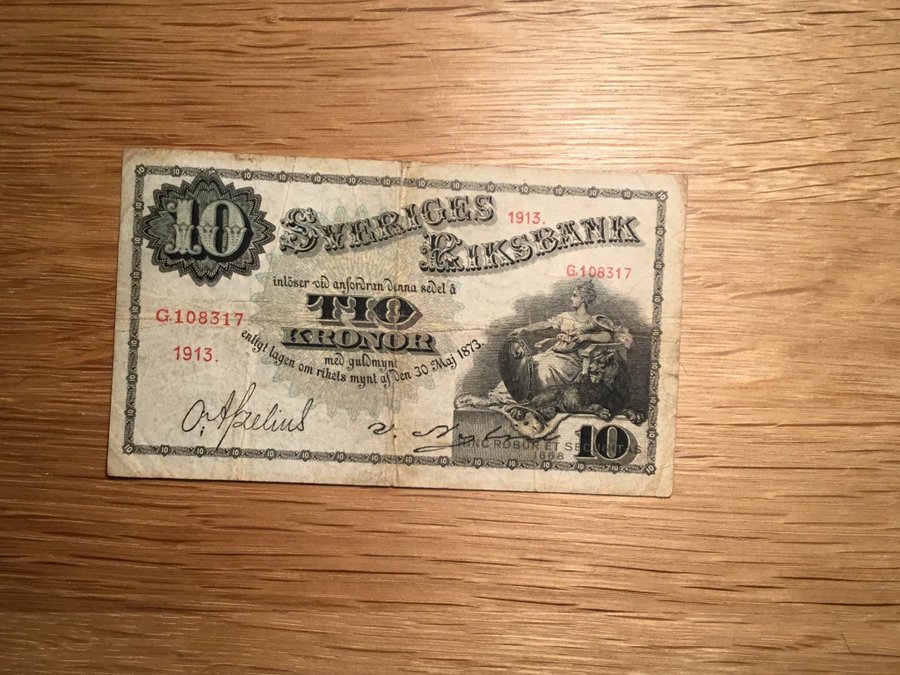 10
SVERIGES
1913.
RIKSBANK
G.108317
inlöser vid anfordran denna sedel å
TIO
KRONOR
G.108317
1913.
med guldmynt
enligt lagen om rikets mynt af den 30 Maj 1873.
1668
10